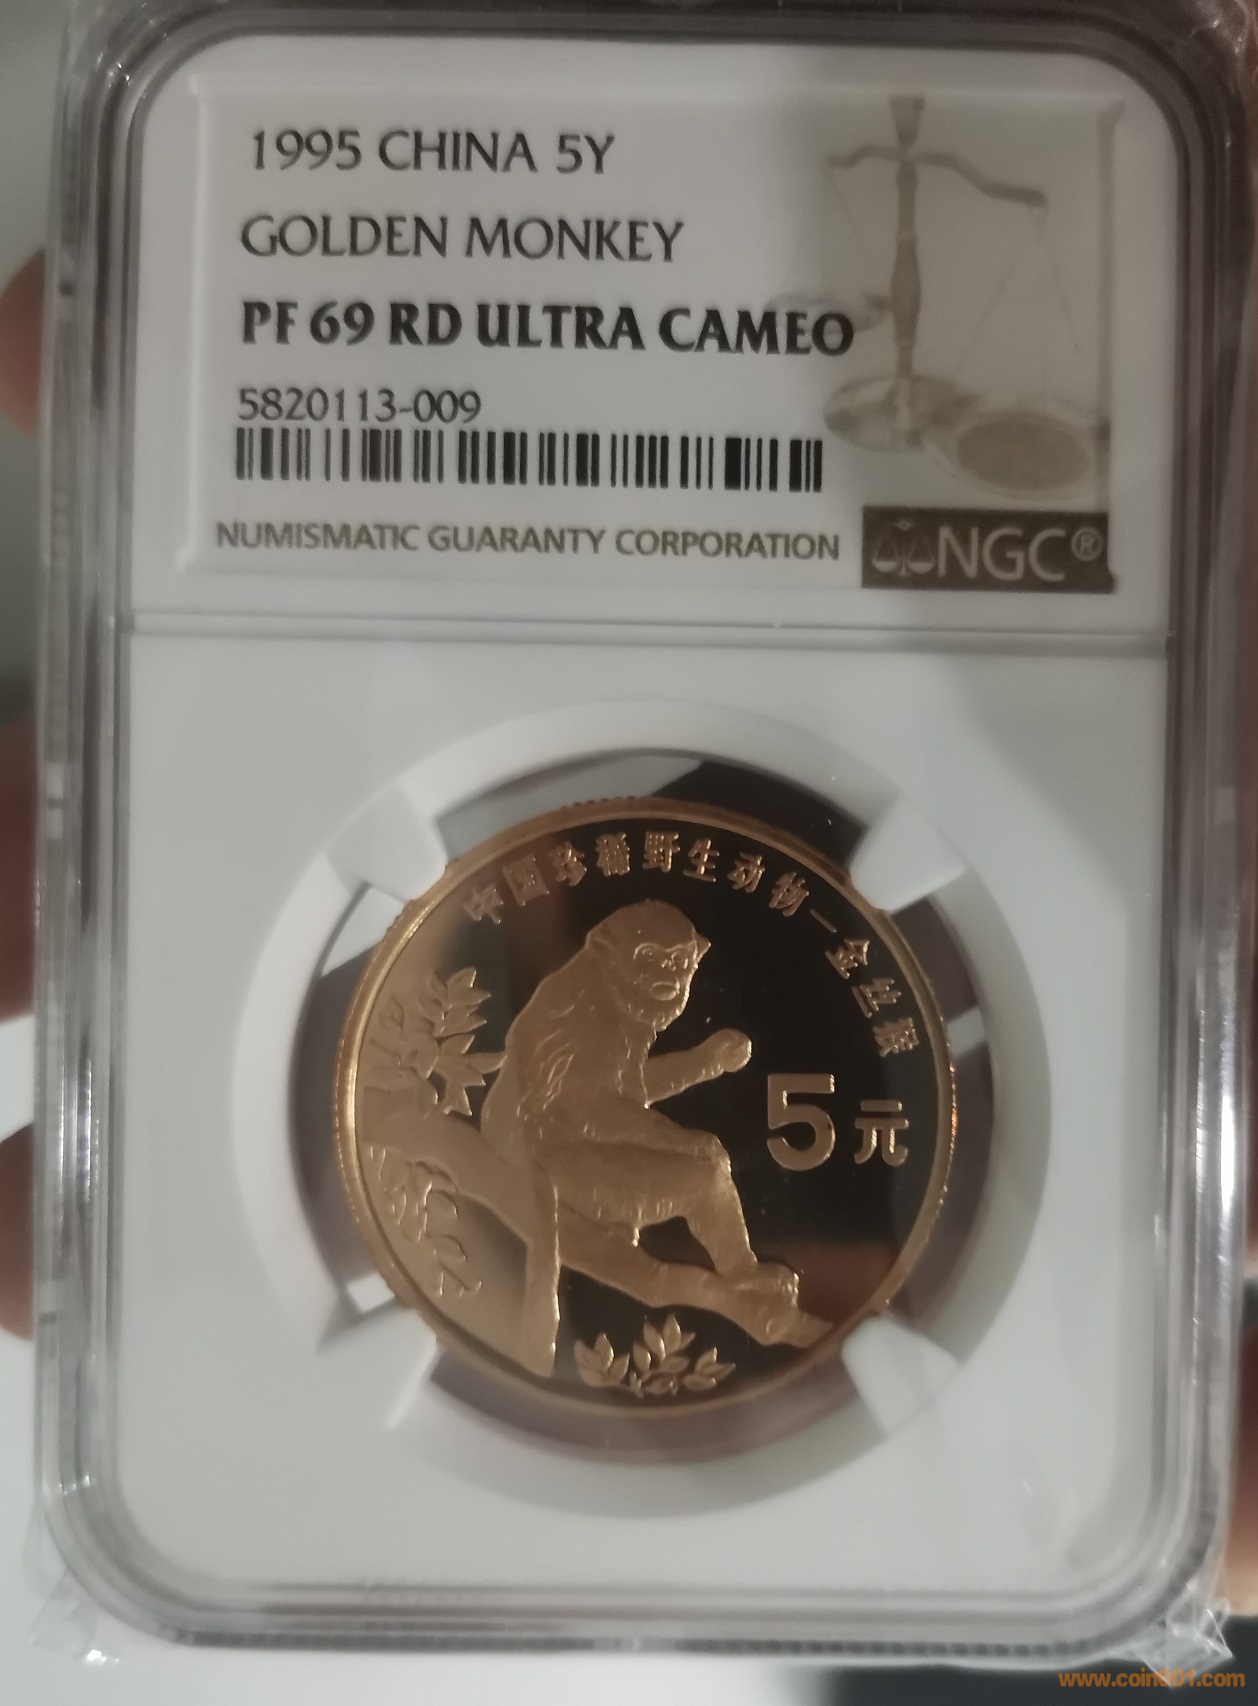 1995 CHINA 5Y
GOLDEN MONKEY
PF 69 RD ULTRA CAMEO
5820113-009
NUMISMATIC GUARANTY CORPORATION
NGC®
中国珍稀野生动物—金丝猴
5元
www.coin001.com